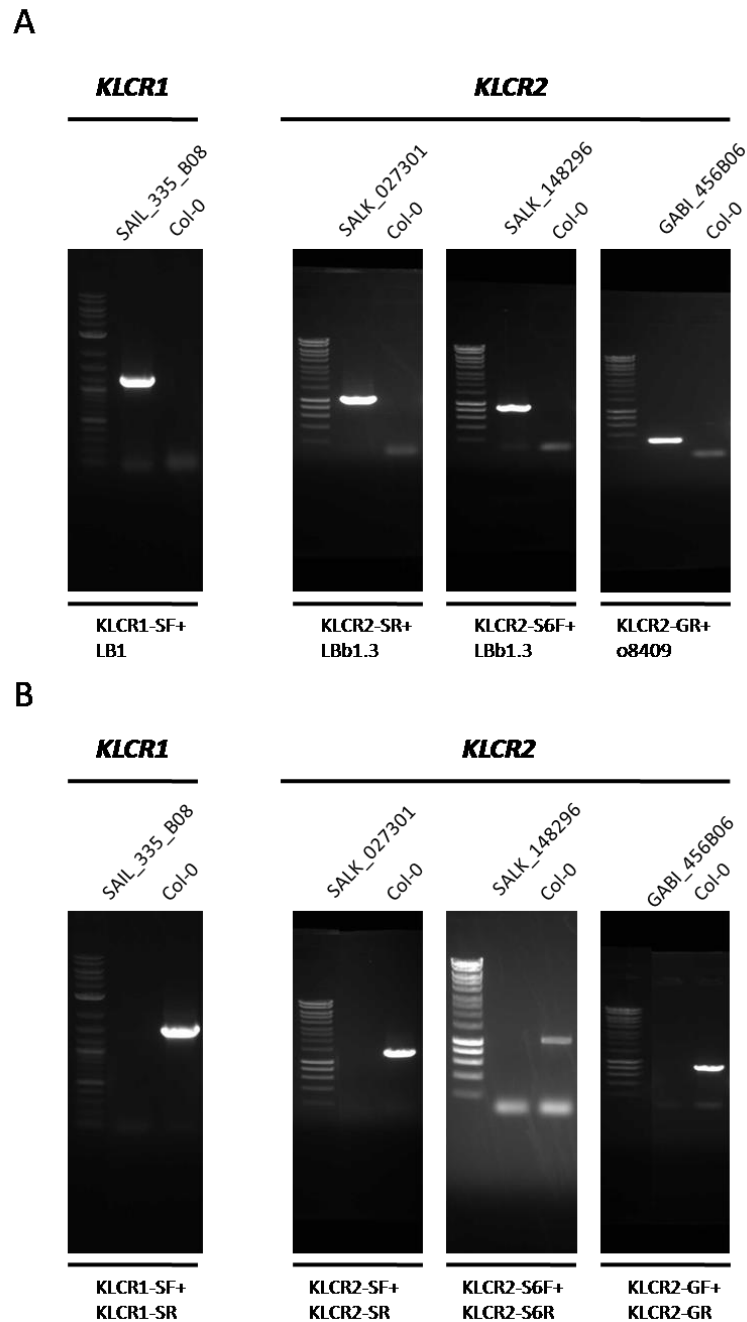 A
KLCR1 KLCR2
SAIL_335_B08 Col-0 SALK_027301 Col-0 SALK_148296 Col-0 GABI_456B06 Col-0
KLCR1-SF+ KLCR2-SR+ KLCR2-S6F+ KLCR2-GR+
LB1 LBb1.3 LBb1.3 o8409
B
KLCR1 KLCR2
SAIL_335_B08 Col-0 SALK_027301 Col-0 SALK_148296 Col-0 GABI_456B06 Col-0
KLCR1-SF+ KLCR2-SF+ KLCR2-S6F+ KLCR2-GF+
KLCR1-SR KLCR2-SR KLCR2-S6R KLCR2-GR